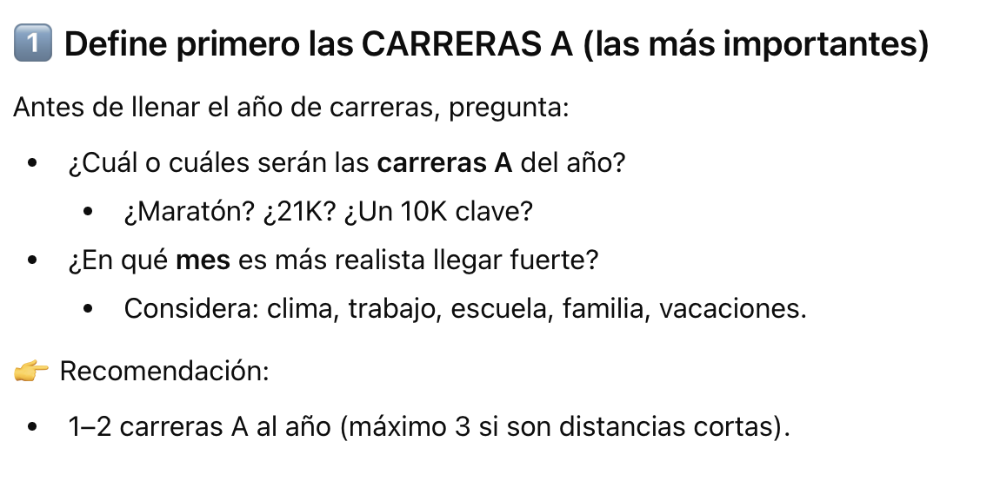 1️⃣ Define primero las CARRERAS A (las más importantes)
Antes de llenar el año de carreras, pregunta:
• ¿Cuál o cuáles serán las carreras A del año?
• ¿Maratón? ¿21K? ¿Un 10K clave?
• ¿En qué mes es más realista llegar fuerte?
• Considera: clima, trabajo, escuela, familia, vacaciones.
👉 Recomendación:
• 1–2 carreras A al año (máximo 3 si son distancias cortas).